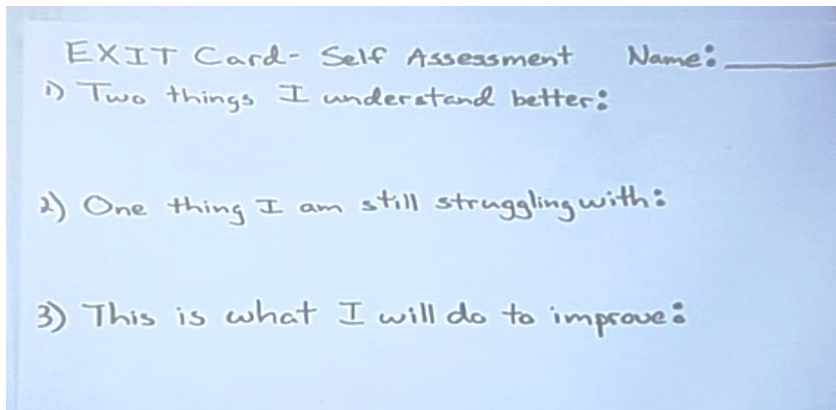 EXIT Card- Self Assessment Name: ______
1) Two things I understand better:
2) One thing I am still struggling with:
3) This is what I will do to improve: